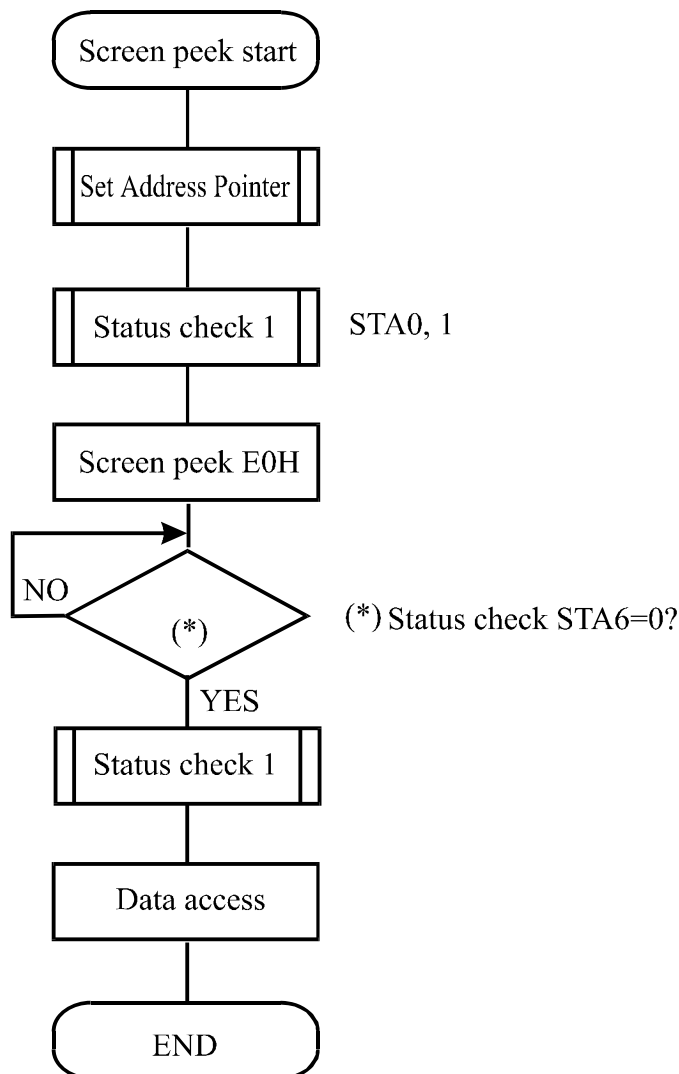 Screen peek start
Set Address Pointer
Status check 1
STA0, 1
Screen peek E0H
NO
(*)
(*) Status check STA6=0?
YES
Status check 1
Data access
END